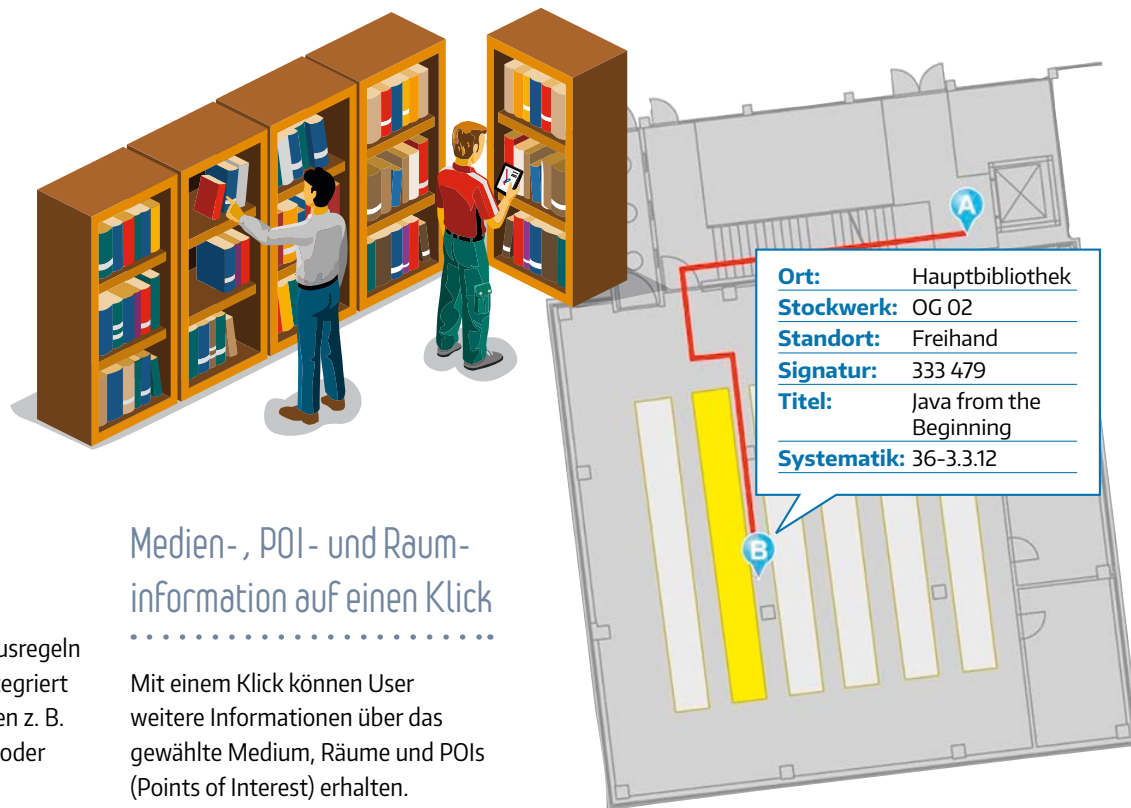 Ort: Hauptbibliothek
Stockwerk: OG 02
Standort: Freihand
Signatur: 333 479
Titel: Java from the
Beginning
Systematik: 36-3.3.12
A
B
Medien-, POI- und Raum-
information auf einen Klick
Mit einem Klick können User
weitere Informationen über das
gewählte Medium, Räume und POIs
(Points of Interest) erhalten.
usregeln
egriert
en z. B.
oder